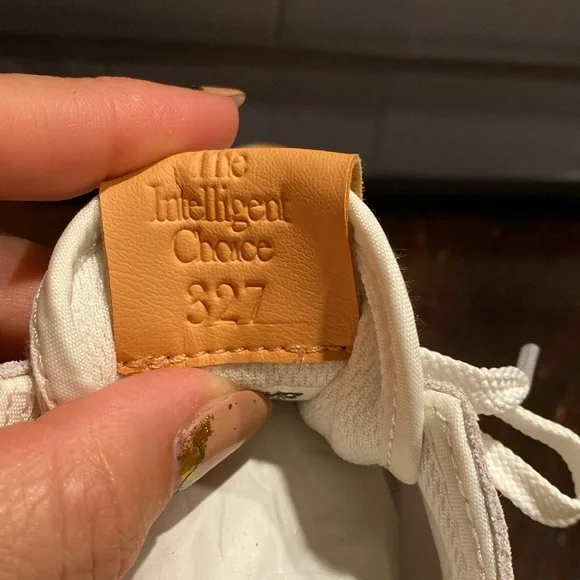 The
Intelligent
Choice
327